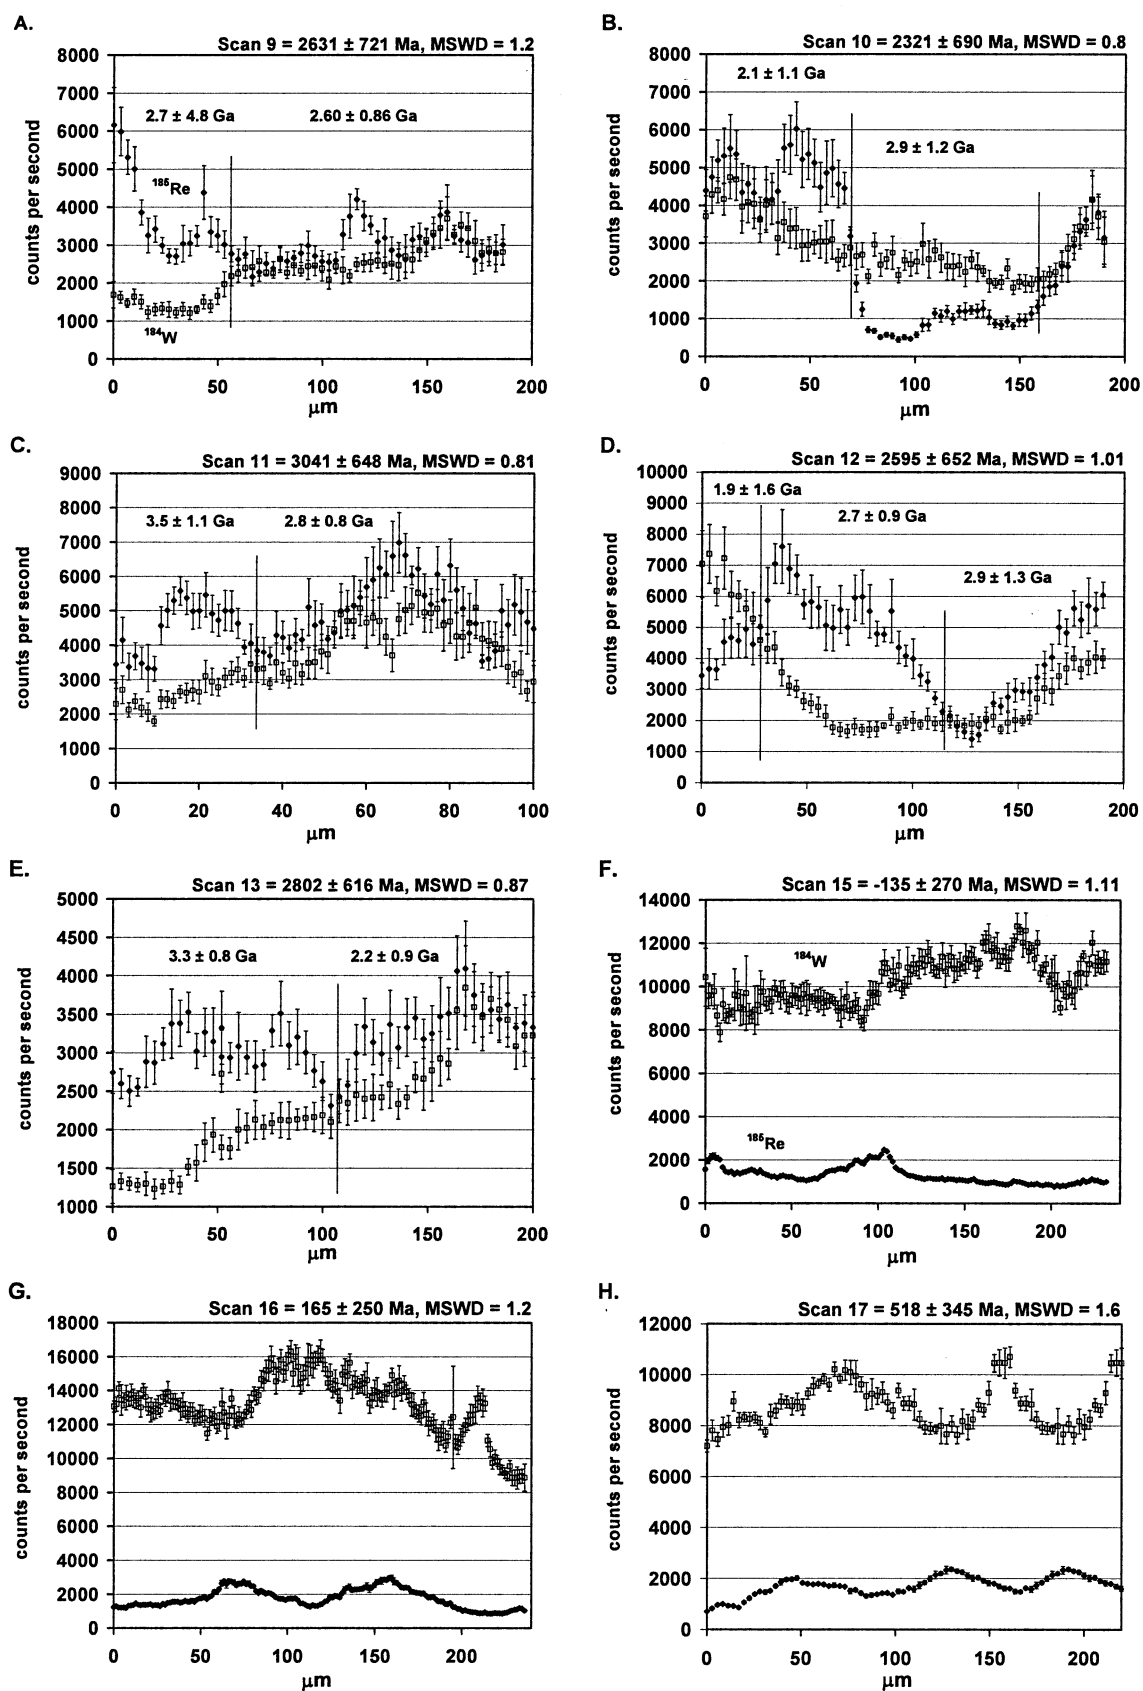 A.
Scan 9 = 2631 ± 721 Ma, MSWD = 1.2
8000
7000
6000
5000
4000
3000
2000
1000
0
counts per second
2.7 ± 4.8 Ga
2.60 ± 0.86 Ga
185Re
184W
0 50 100 150 200
μm
B.
Scan 10 = 2321 ± 690 Ma, MSWD = 0.8
8000
7000
6000
5000
4000
3000
2000
1000
0
counts per second
2.1 ± 1.1 Ga
2.9 ± 1.2 Ga
0 50 100 150 200
μm
C.
Scan 11 = 3041 ± 648 Ma, MSWD = 0.81
9000
8000
7000
6000
5000
4000
3000
2000
1000
0
counts per second
3.5 ± 1.1 Ga
2.8 ± 0.8 Ga
0 20 40 60 80 100
μm
D.
Scan 12 = 2595 ± 652 Ma, MSWD = 1.01
10000
9000
8000
7000
6000
5000
4000
3000
2000
1000
0
counts per second
1.9 ± 1.6 Ga
2.7 ± 0.9 Ga
2.9 ± 1.3 Ga
0 50 100 150 200
μm
E.
Scan 13 = 2802 ± 616 Ma, MSWD = 0.87
5000
4500
4000
3500
3000
2500
2000
1500
1000
counts per second
3.3 ± 0.8 Ga
2.2 ± 0.9 Ga
0 50 100 150 200
μm
F.
Scan 15 = -135 ± 270 Ma, MSWD = 1.11
14000
12000
10000
8000
6000
4000
2000
0
counts per second
184W
185Re
0 50 100 150 200
μm
G.
Scan 16 = 165 ± 250 Ma, MSWD = 1.2
18000
16000
14000
12000
10000
8000
6000
4000
2000
0
counts per second
0 50 100 150 200
μm
H.
Scan 17 = 518 ± 345 Ma, MSWD = 1.6
12000
10000
8000
6000
4000
2000
0
counts per second
0 50 100 150 200
μm